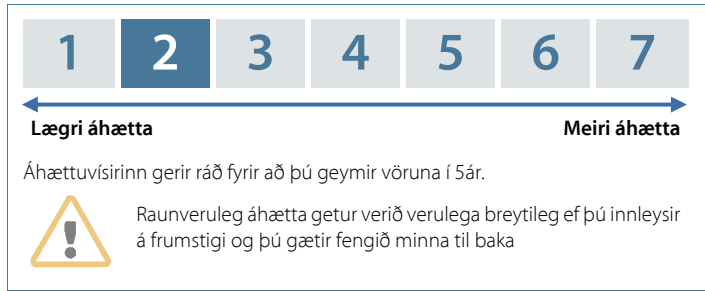 1 2 3 4 5 6 7
Lægri áhætta Meiri áhætta
Áhættuvísirinn gerir ráð fyrir að þú geymir vöruna í 5ár.
Raunveruleg áhætta getur verið verulega breytileg ef þú innleysir
á frumstigi og þú gætir fengið minna til baka